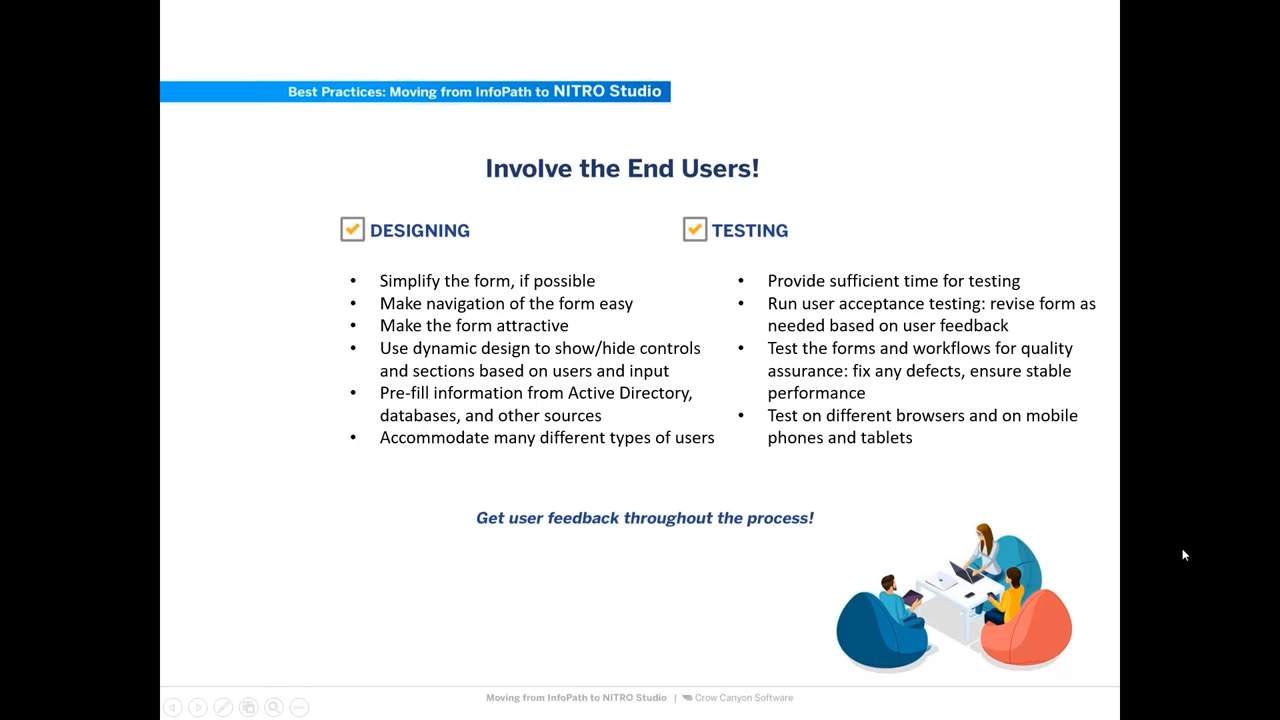 Best Practices: Moving from InfoPath to NITRO Studio
Involve the End Users!
DESIGNING
• Simplify the form, if possible
• Make navigation of the form easy
• Make the form attractive
• Use dynamic design to show/hide controls
and sections based on users and input
• Pre-fill information from Active Directory,
databases, and other sources
• Accommodate many different types of users
TESTING
• Provide sufficient time for testing
• Run user acceptance testing: revise form as
needed based on user feedback
• Test the forms and workflows for quality
assurance: fix any defects, ensure stable
performance
• Test on different browsers and on mobile
phones and tablets
Get user feedback throughout the process!
Moving from InfoPath to NITRO Studio | Crow Canyon Software